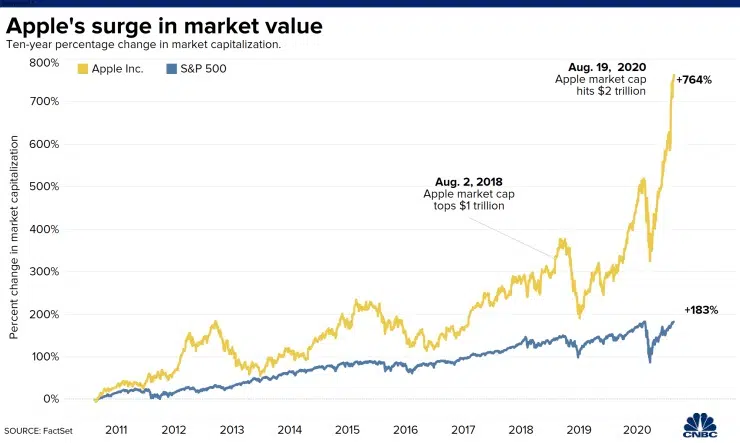 Apple's surge in market value
Ten-year percentage change in market capitalization.
Apple Inc.
S&P 500
Percent change in market capitalization
800%
700%
600%
500%
400%
300%
200%
100%
0%
Aug. 19, 2020
Apple market cap
hits $2 trillion
+764%
Aug. 2, 2018
Apple market cap
tops $1 trillion
+183%
2011
2012
2013
2014
2015
2016
2017
2018
2019
2020
SOURCE: FactSet
CNBC